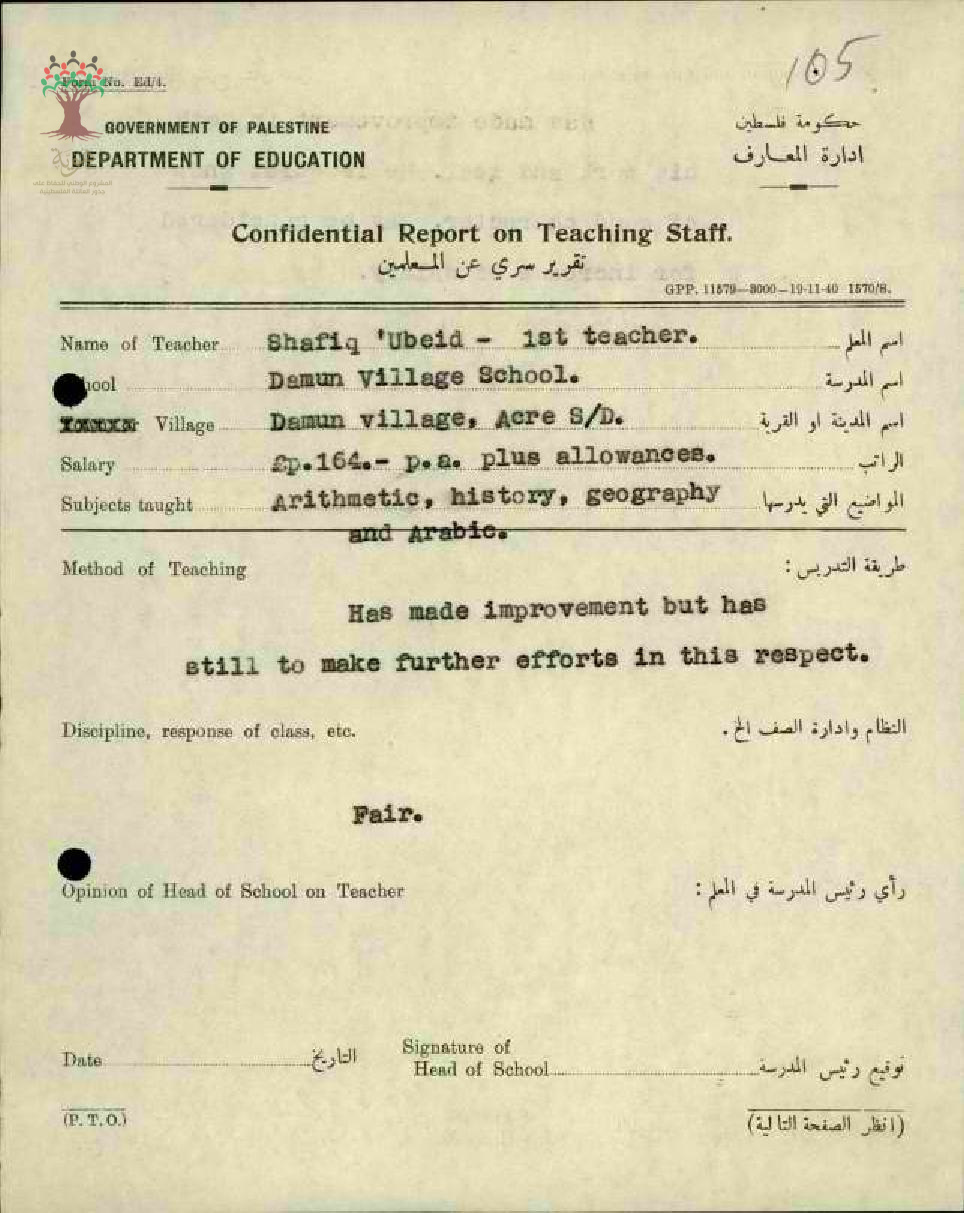 105
Form No. Ed/4.
GOVERNMENT OF PALESTINE
DEPARTMENT OF EDUCATION
حكومة فلسطين
ادارة المعارف
Confidential Report on Teaching Staff.
تقرير سري عن المعلمين
GPP. 11579—3000—19-11-40 1570/8.
Name of Teacher Shafiq 'Ubeid - 1st teacher. اسم المعلم
hool Damun Village School. اسم المدرسة
Village Damun village, Acre S/D. اسم المدينة او القرية
Salary £p.164.- p.a. plus allowances. الراتب
Subjects taught Arithmetic, history, geography المواضيع التي يدرسها
and Arabic.
Method of Teaching طريقة التدريس :
Has made improvement but has
still to make further efforts in this respect.
Discipline, response of class, etc. النظام وادارة الصف الخ .
Fair.
Opinion of Head of School on Teacher رأي رئيس المدرسة في المعلم :
Date التاريخ Signature of
Head of School توقيع رئيس المدرسة
(P. T. O.) (انظر الصفحة التالية)